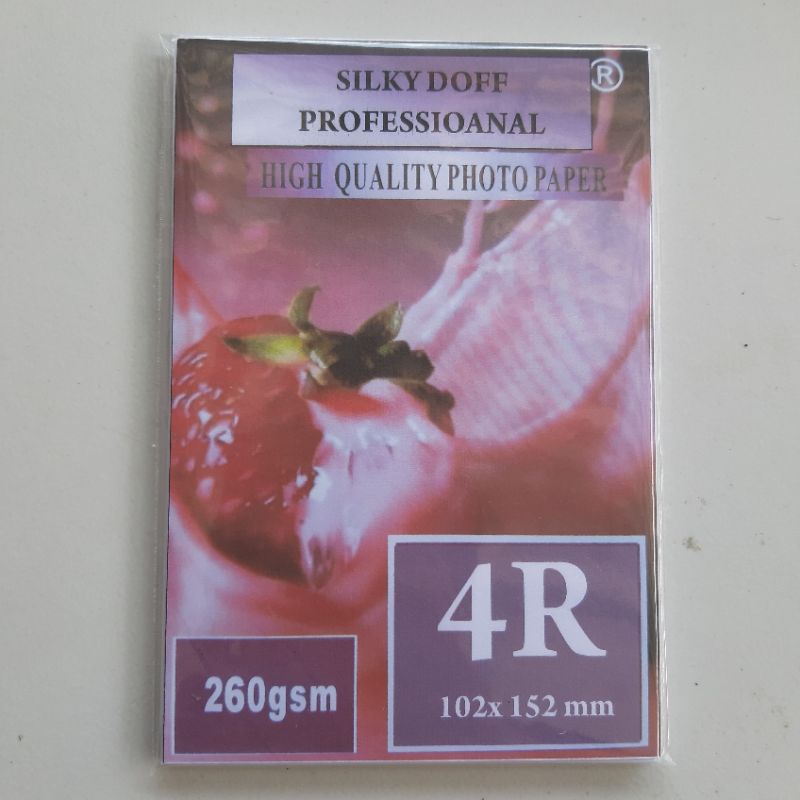 SILKY DOFF
PROFESSIOANAL
®
HIGH QUALITY PHOTO PAPER
4R
102x 152 mm
260gsm